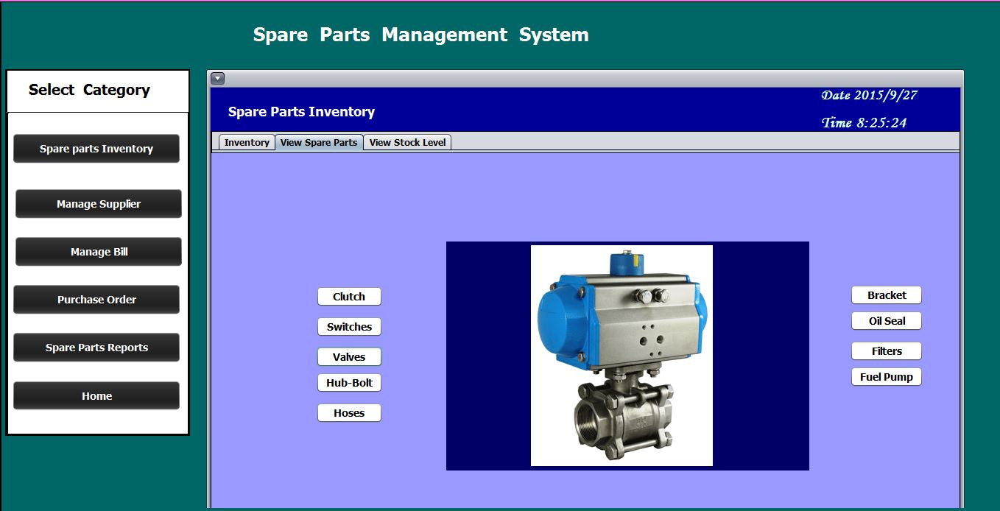 Spare Parts Management System
Select Category
Spare parts Inventory
Manage Supplier
Manage Bill
Purchase Order
Spare Parts Reports
Home
Spare Parts Inventory
Date 2015/9/27
Time 8:25:24
Inventory View Spare Parts View Stock Level
Clutch
Switches
Valves
Hub-Bolt
Hoses
Bracket
Oil Seal
Filters
Fuel Pump